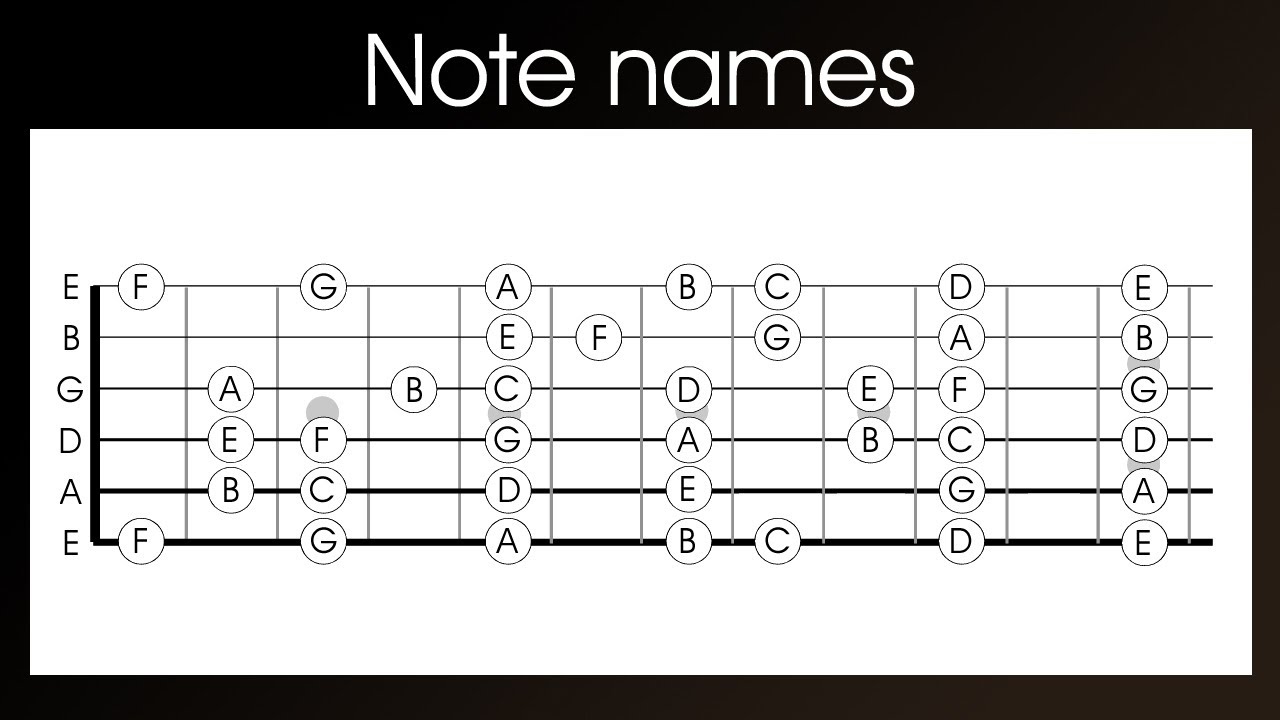 Note names
E F G A B C D E
B E F G A B
G A B C D E F G
D E F G A B C D
A B C D E G A
E F G A B C D E